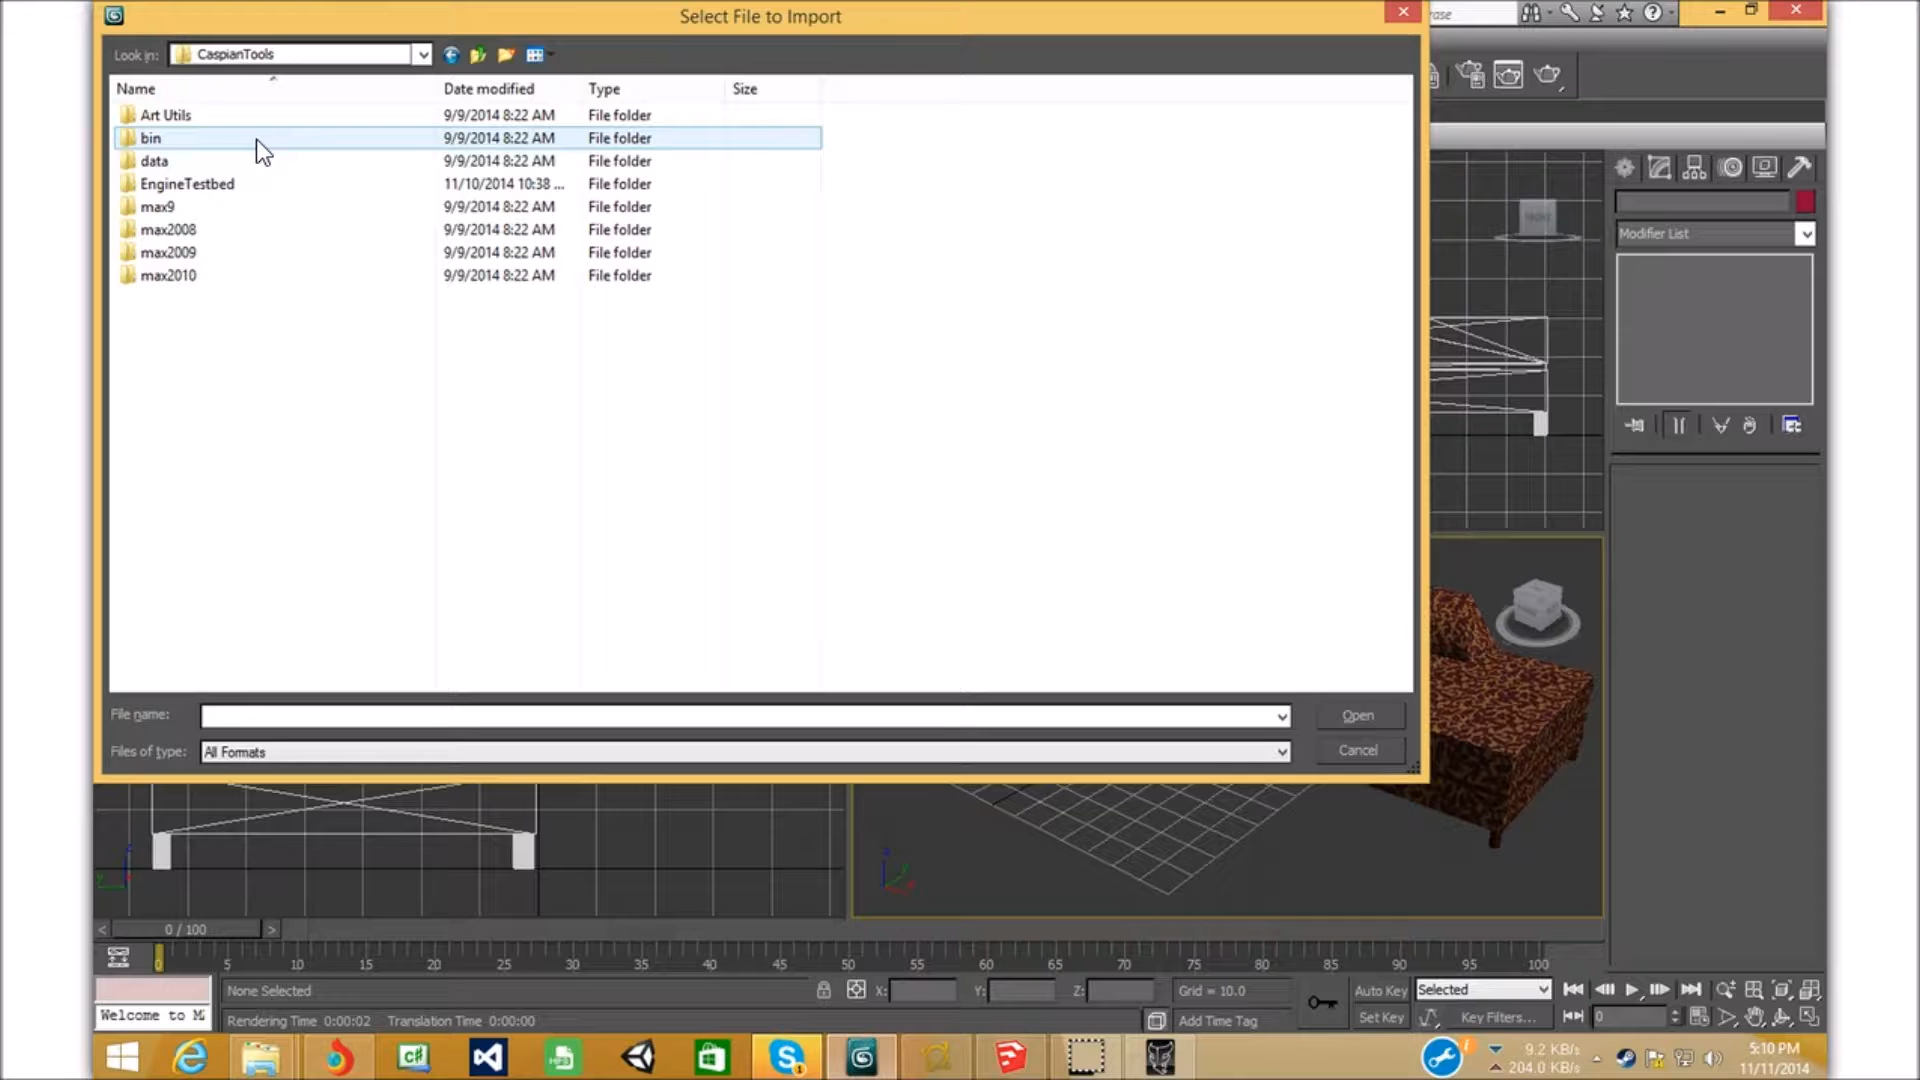 Select File to Import
rase
Look in: CaspianTools
Name Date modified Type Size
Art Utils 9/9/2014 8:22 AM File folder
bin 9/9/2014 8:22 AM File folder
data 9/9/2014 8:22 AM File folder
EngineTestbed 11/10/2014 10:38 ... File folder
max9 9/9/2014 8:22 AM File folder
max2008 9/9/2014 8:22 AM File folder
max2009 9/9/2014 8:22 AM File folder
max2010 9/9/2014 8:22 AM File folder
FRONT
Modifier List
File name: Open
Files of type: All Formats Cancel
< 0 / 100 >
0 5 10 15 20 25 30 35 40 45 50 55 60 65 70 75 80 85 90 95 100
None Selected X: Y: Z: Grid = 10.0 Auto Key Selected
Welcome to M Rendering Time 0:00:02 Translation Time 0:00:00 Add Time Tag Set Key Key Filters... 0
9.2 KB/s
204.0 KB/s
5:10 PM
11/11/2014